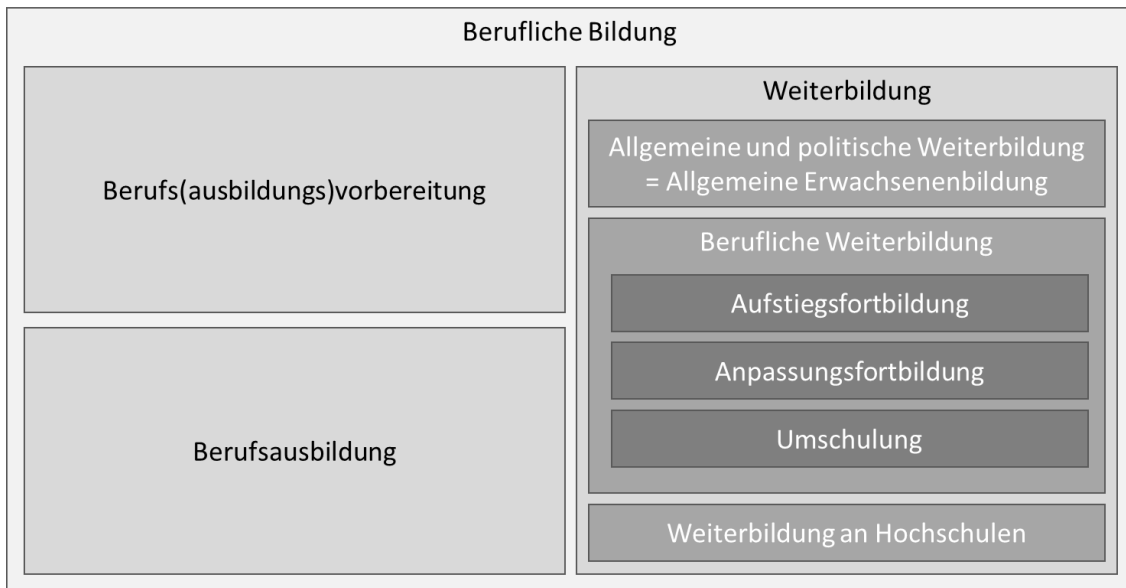 Berufliche Bildung
Berufs(ausbildungs)vorbereitung
Berufsausbildung
Weiterbildung
Allgemeine und politische Weiterbildung
= Allgemeine Erwachsenenbildung
Berufliche Weiterbildung
Aufstiegsfortbildung
Anpassungsfortbildung
Umschulung
Weiterbildung an Hochschulen